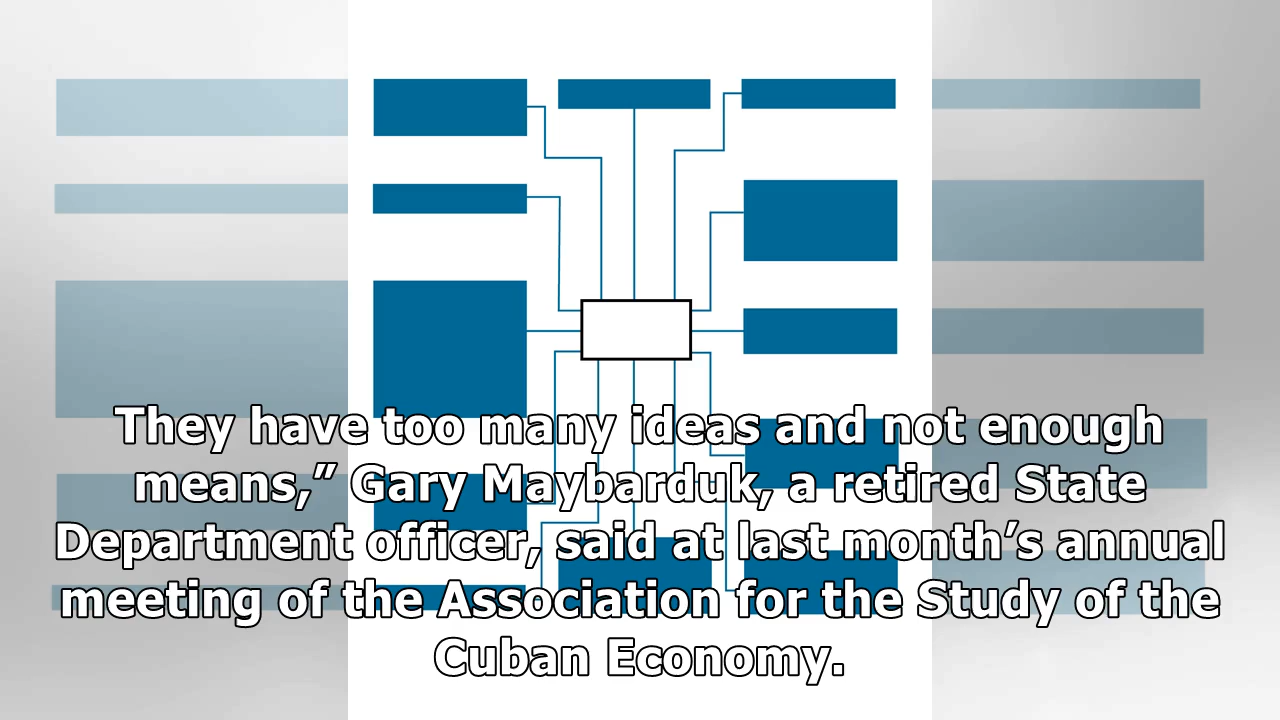 They have too many ideas and not enough
means,” Gary Maybarduk, a retired State
Department officer, said at last month’s annual
meeting of the Association for the Study of the
Cuban Economy.